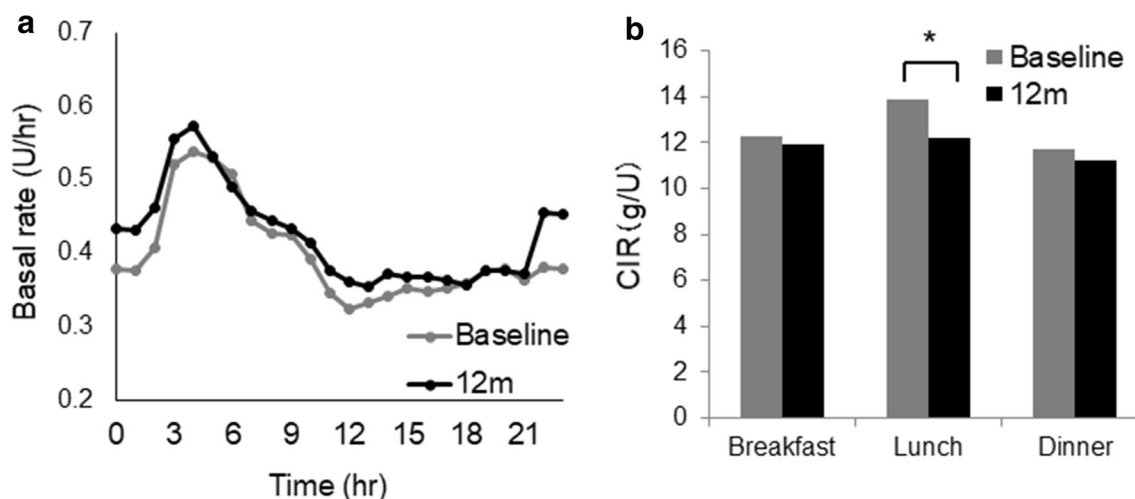 a
0.7
0.6
0.5
0.4
0.3
0.2
Basal rate (U/hr)
Baseline
12m
0 3 6 9 12 15 18 21
Time (hr)
b
16
14
12
10
8
6
4
2
0
CIR(g/U)
*
Baseline
12m
Breakfast Lunch Dinner